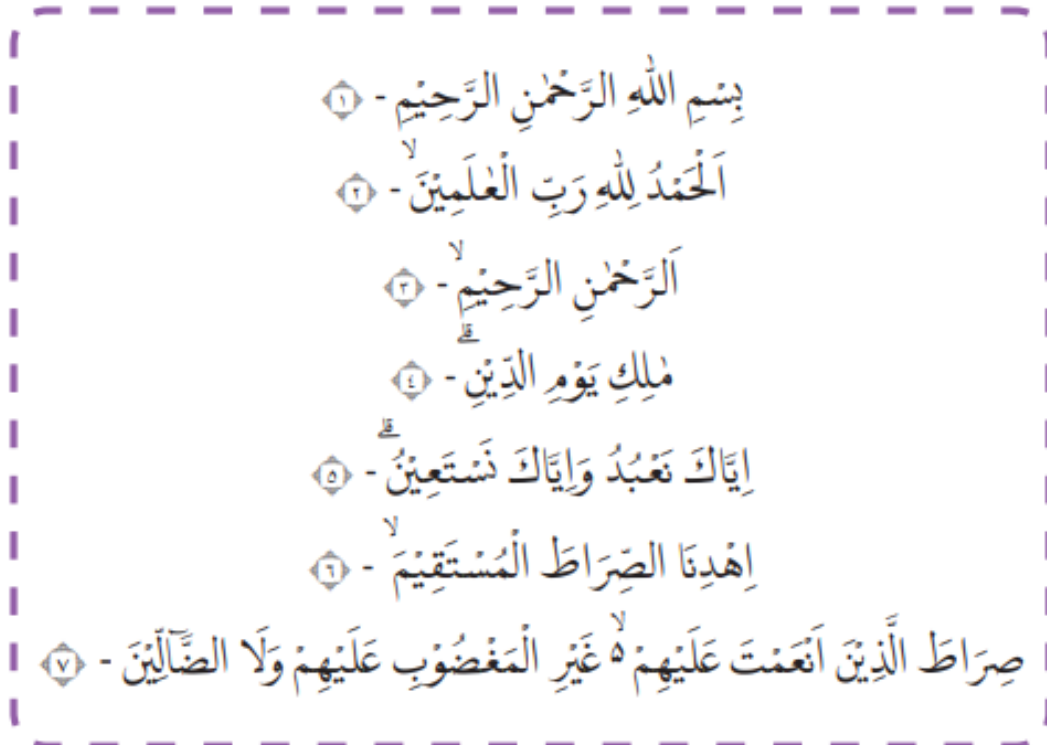 بِسْمِ اللّٰهِ الرَّحْمٰنِ الرَّحِيْمِ - ١
اَلْحَمْدُ لِلّٰهِ رَبِّ الْعٰلَمِيْنَۙ - ٢
اَلرَّحْمٰنِ الرَّحِيْمِۙ - ٣
مٰلِكِ يَوْمِ الدِّيْنِۗ - ٤
اِيَّاكَ نَعْبُدُ وَاِيَّاكَ نَسْتَعِيْنُۗ - ٥
اِهْدِنَا الصِّرَاطَ الْمُسْتَقِيْمَۙ - ٦
صِرَاطَ الَّذِيْنَ اَنْعَمْتَ عَلَيْهِمْ ەۙ غَيْرِ الْمَغْضُوْبِ عَلَيْهِمْ وَلَا الضَّاۤلِّيْنَ - ٧